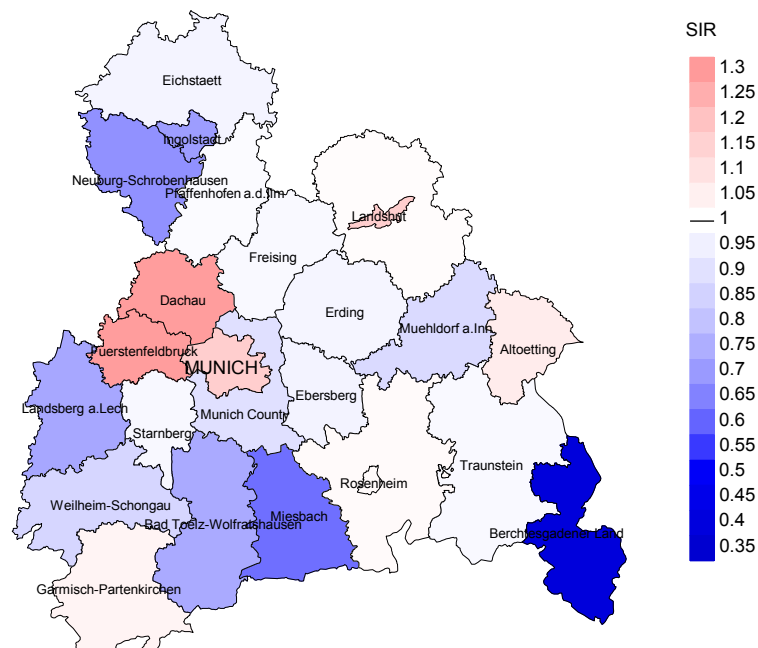 SIR
1.3
1.25
1.2
1.15
1.1
1.05
1
0.95
0.9
0.85
0.8
0.75
0.7
0.65
0.6
0.55
0.5
0.45
0.4
0.35
Eichstaett
Ingolstadt
Neuburg-Schrobenhausen
Pfaffenhofen a.d.Ilm
Landshut
Freising
Dachau
Erding
Muehldorf a.Inn
Altoetting
Fuerstenfeldbruck
MUNICH
Ebersberg
Landsberg a.Lech
Munich County
Starnberg
Traunstein
Rosenheim
Weilheim-Schongau
Miesbach
Bad Toelz-Wolfratshausen
Berchtesgadener Land
Garmisch-Partenkirchen